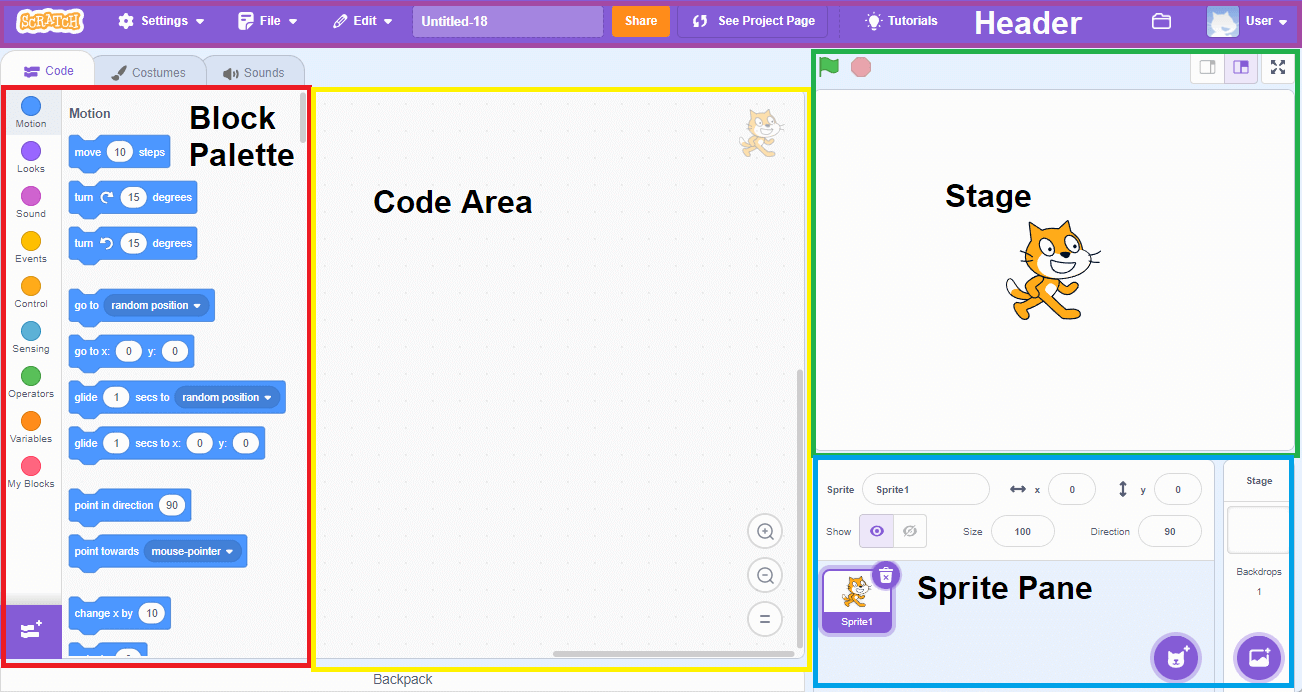 SCRATCH Settings File Edit Untitled-18 Share See Project Page Tutorials Header User
Code Costumes Sounds
Motion
Looks
Sound
Events
Control
Sensing
Operators
Variables
My Blocks
Motion
Block
Palette
move 10 steps
turn 15 degrees
turn 15 degrees
go to random position
go to x: 0 y: 0
glide 1 secs to random position
glide 1 secs to x: 0 y: 0
point in direction 90
point towards mouse-pointer
change x by 10
Code Area
=
Backpack
Stage
Sprite Sprite1 x 0 y 0
Show Size 100 Direction 90
Sprite1
Sprite Pane
Stage
Backdrops
1